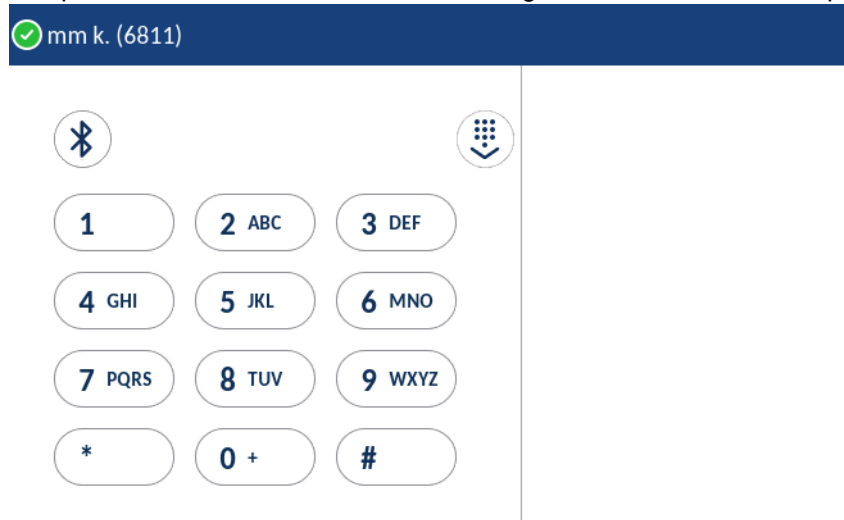 mm k. (6811)
1
2 ABC
3 DEF
4 GHI
5 JKL
6 MNO
7 PQRS
8 TUV
9 WXYZ
*
0 +
#